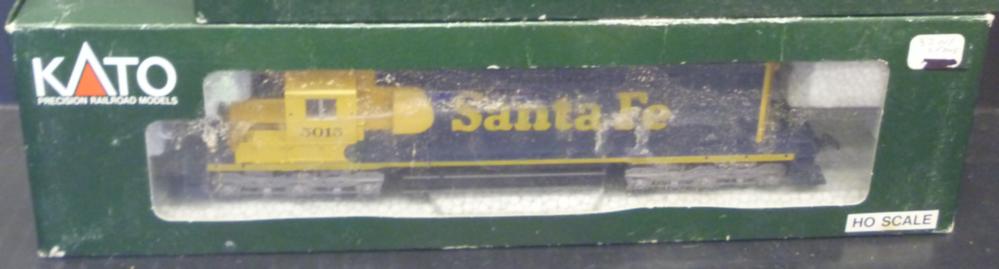 KATO
PRECISION RAILROAD MODELS
5015
Santa Fe
HO SCALE